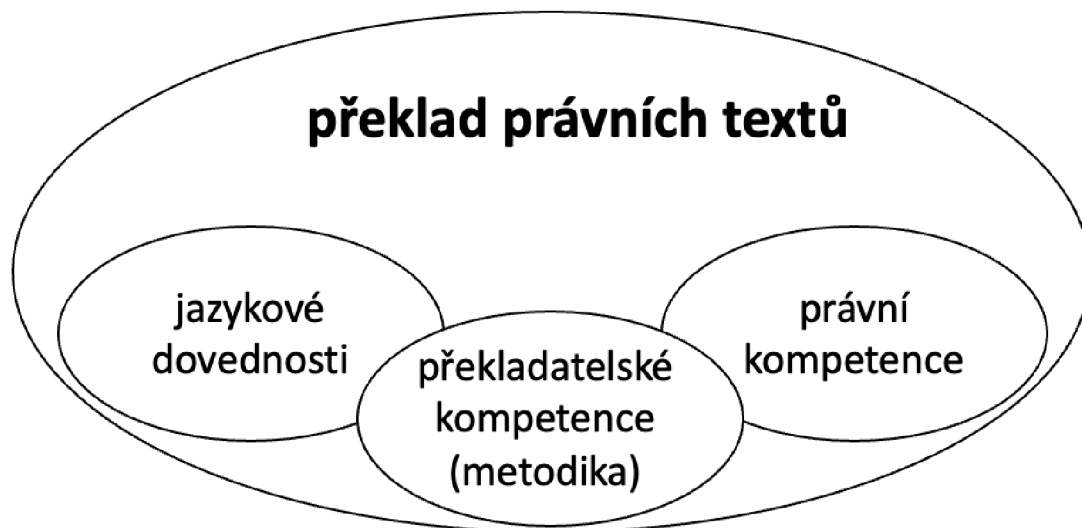 překlad právních textů
jazykové
dovednosti
překladatelské
kompetence
(metodika)
právní
kompetence